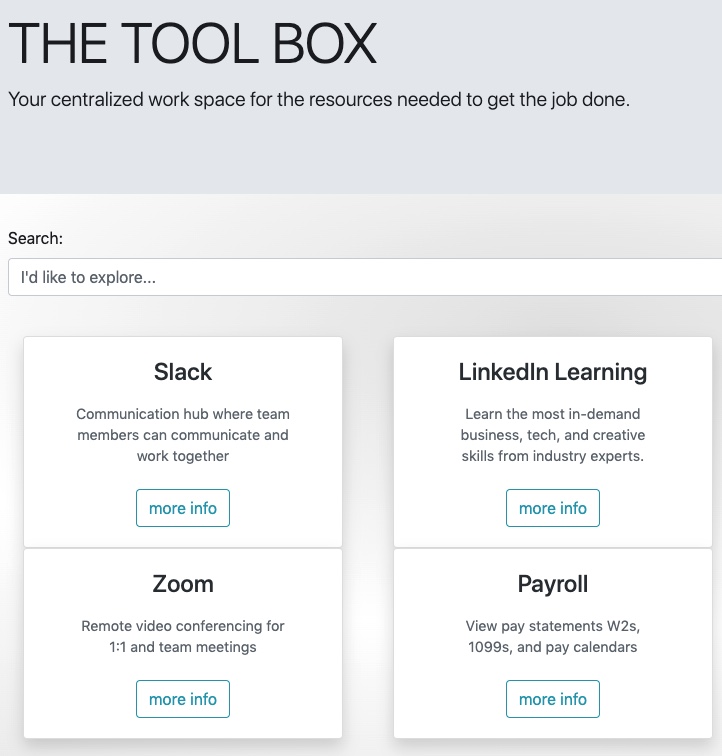 THE TOOL BOX
Your centralized work space for the resources needed to get the job done.
Search:
I'd like to explore...
Slack
Communication hub where team
members can communicate and
work together
more info
LinkedIn Learning
Learn the most in-demand
business, tech, and creative
skills from industry experts.
more info
Zoom
Remote video conferencing for
1:1 and team meetings
more info
Payroll
View pay statements W2s,
1099s, and pay calendars
more info